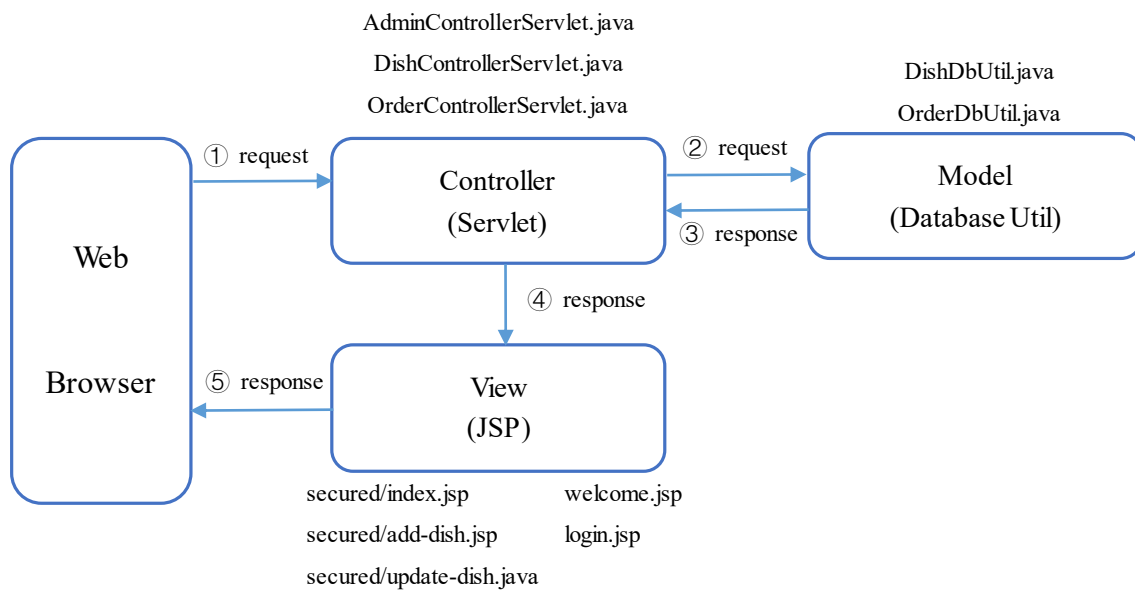 AdminControllerServlet.java
DishControllerServlet.java
OrderControllerServlet.java
DishDbUtil.java
OrderDbUtil.java
① request
Controller
(Servlet)
② request
③ response
Model
(Database Util)
Web
Browser
④ response
⑤ response
View
(JSP)
secured/index.jsp
welcome.jsp
secured/add-dish.jsp
login.jsp
secured/update-dish.java